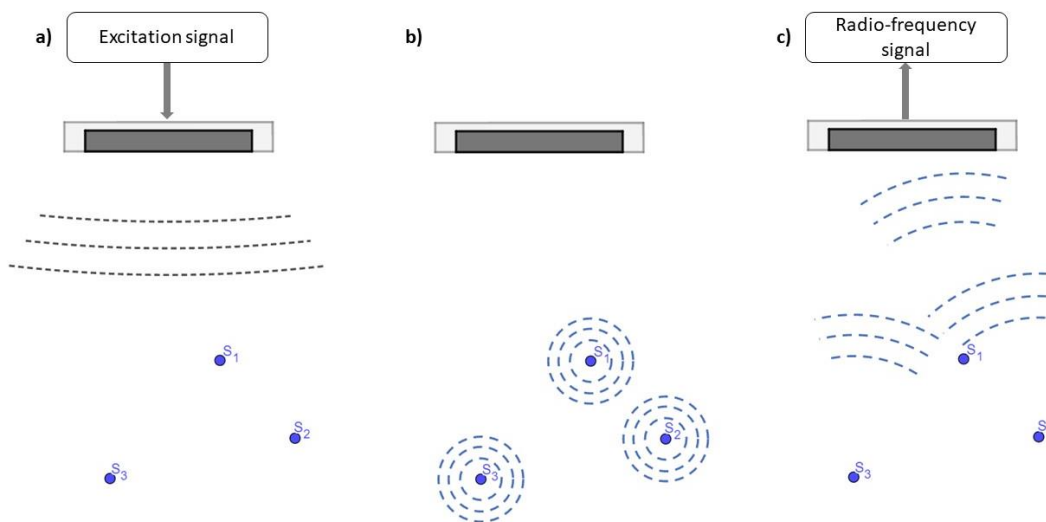 a)
Excitation signal
b)
c)
Radio-frequency
signal
S1
S2
S3
S1
S2
S3
S1
S
S3